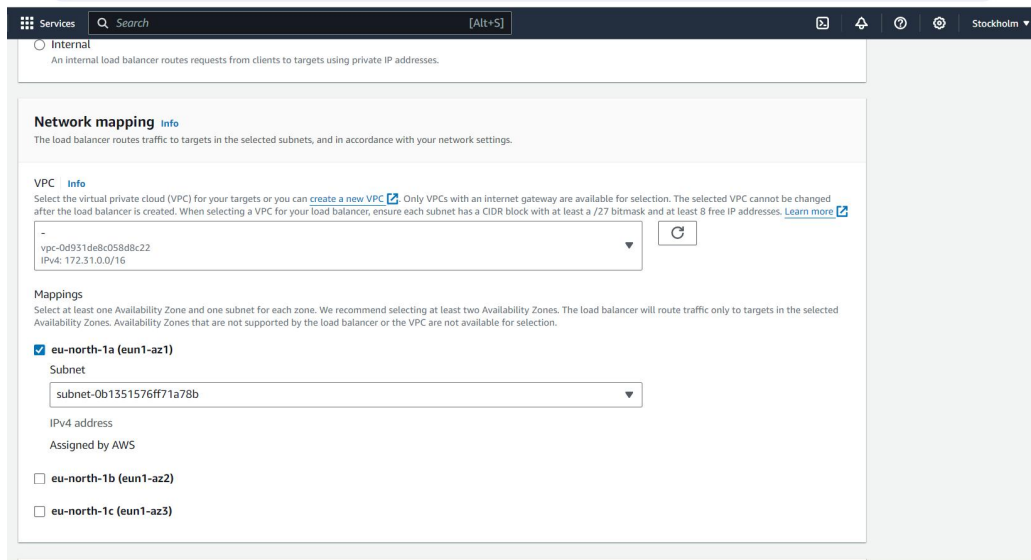 Services Search [Alt+S] Stockholm
Internal
An internal load balancer routes requests from clients to targets using private IP addresses.
Network mapping Info
The load balancer routes traffic to targets in the selected subnets, and in accordance with your network settings.
VPC Info
Select the virtual private cloud (VPC) for your targets or you can create a new VPC. Only VPCs with an internet gateway are available for selection. The selected VPC cannot be changed
after the load balancer is created. When selecting a VPC for your load balancer, ensure each subnet has a CIDR block with at least a /27 bitmask and at least 8 free IP addresses. Learn more
-
vpc-0d931de8c058d8c22
IPv4: 172.31.0.0/16
Mappings
Select at least one Availability Zone and one subnet for each zone. We recommend selecting at least two Availability Zones. The load balancer will route traffic only to targets in the selected
Availability Zones. Availability Zones that are not supported by the load balancer or the VPC are not available for selection.
eu-north-1a (eun1-az1)
Subnet
subnet-0b1351576ff71a78b
IPv4 address
Assigned by AWS
eu-north-1b (eun1-az2)
eu-north-1c (eun1-az3)